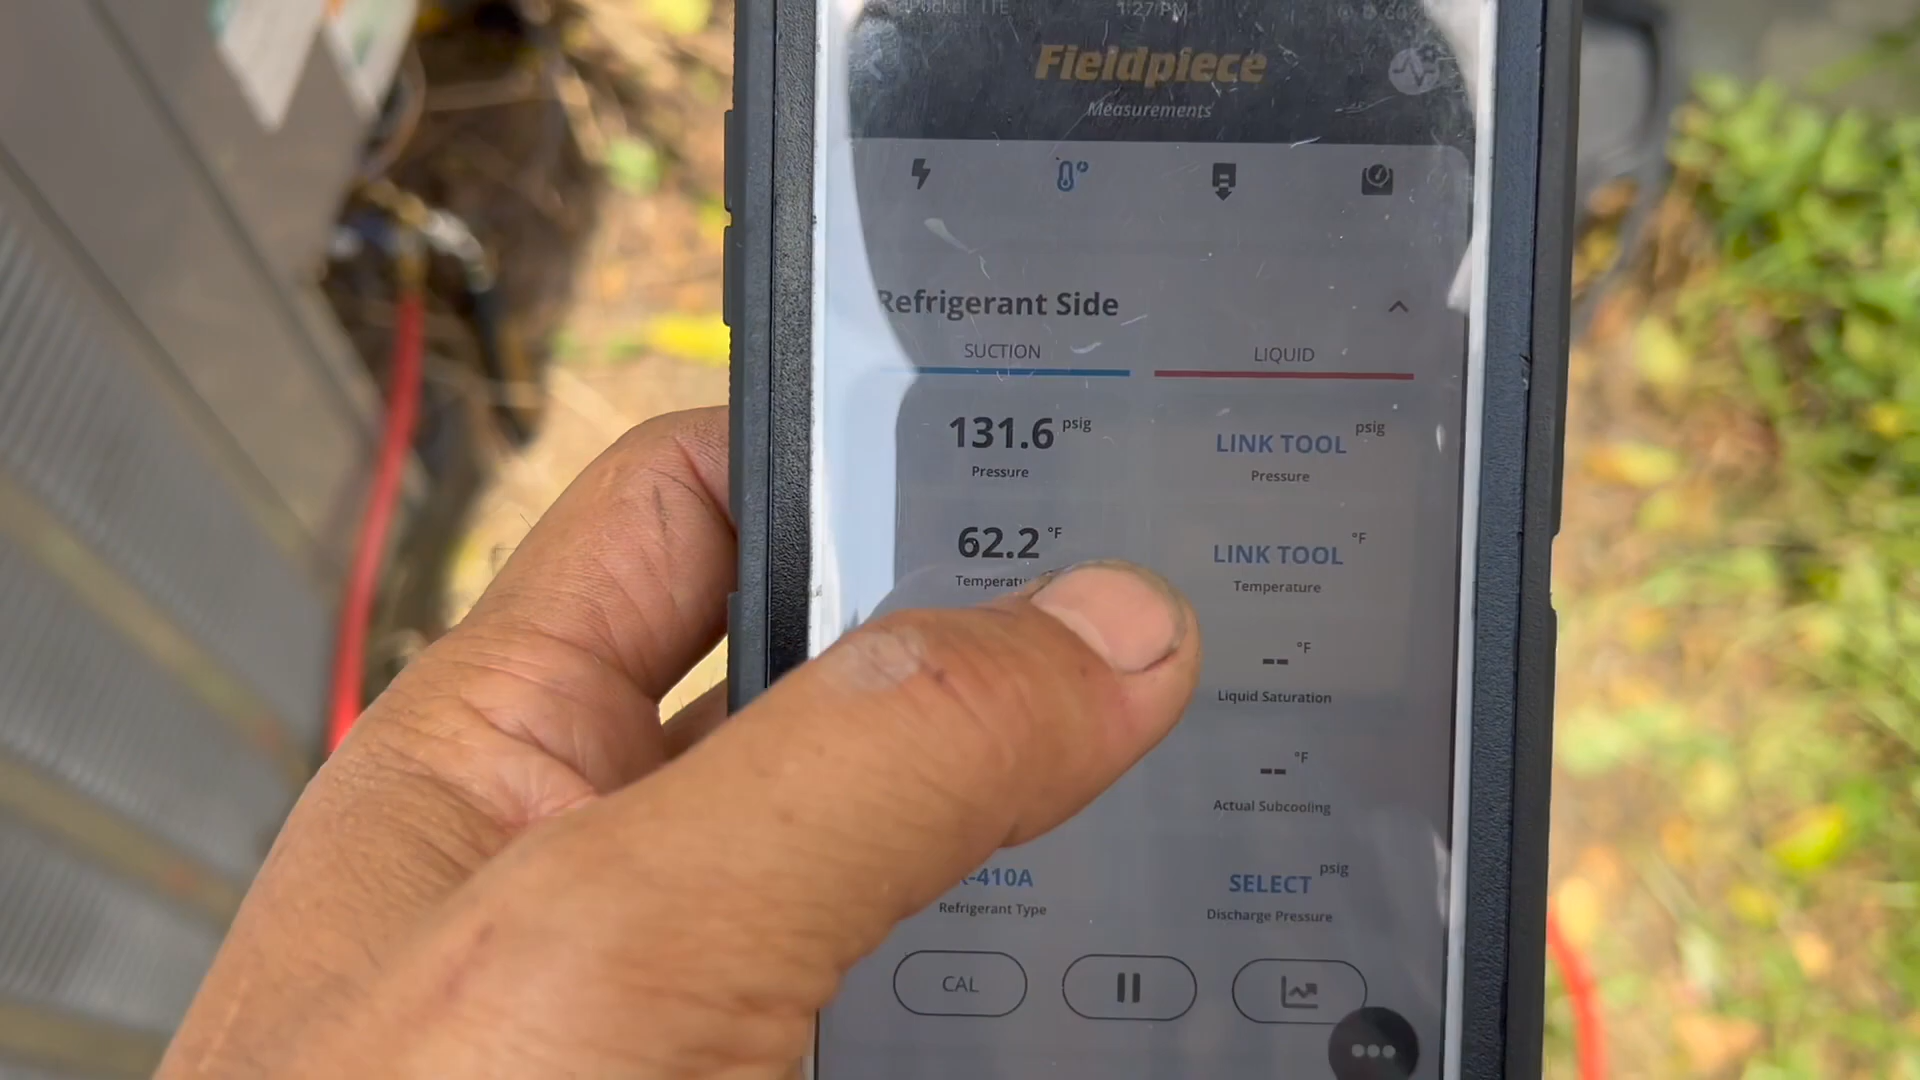 1:27 PM
Fieldpiece
Measurements
Refrigerant Side
SUCTION LIQUID
131.6 psig LINK TOOL psig
Pressure Pressure
62.2 °F LINK TOOL °F
Temperature
-- °F
Liquid Saturation
-- °F
Actual Subcooling
-410A SELECT psig
Refrigerant Type Discharge Pressure
CAL